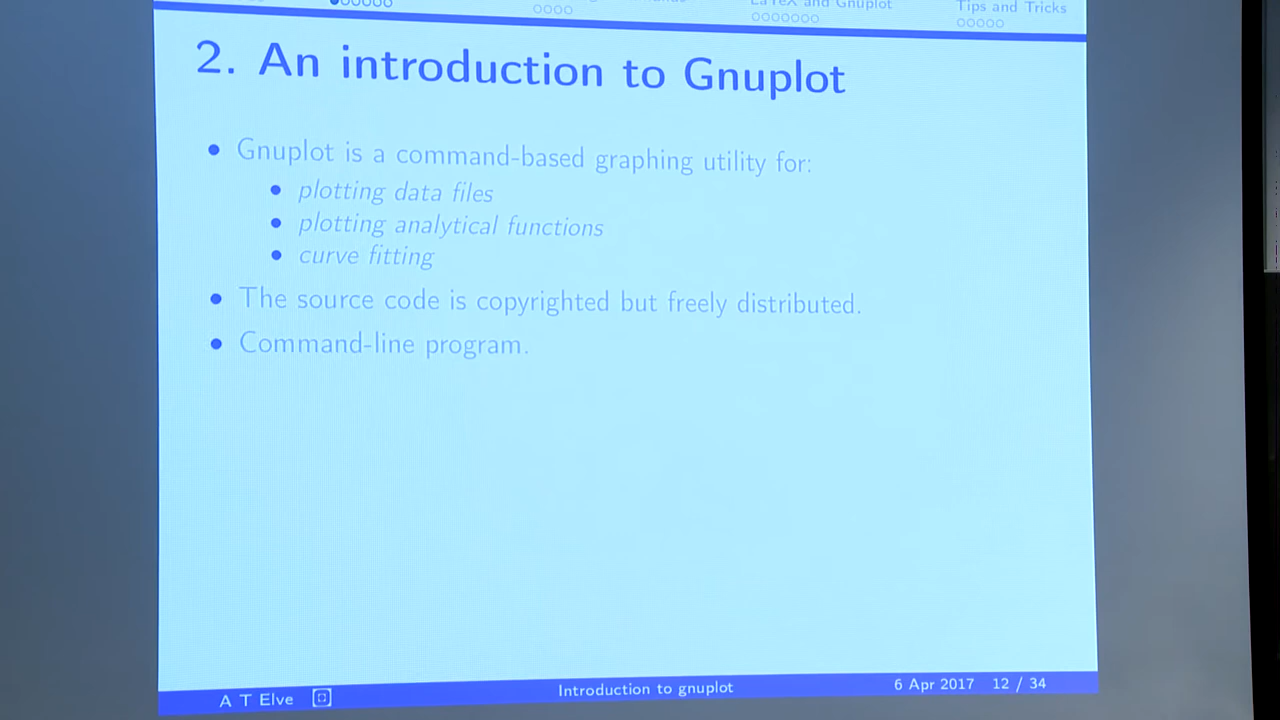 LaTeX and Gnuplot
Tips and Tricks
2. An introduction to Gnuplot
Gnuplot is a command-based graphing utility for:
plotting data files
plotting analytical functions
curve fitting
The source code is copyrighted but freely distributed.
Command-line program.
A T Elve
Introduction to gnuplot
6 Apr 2017 12 / 34